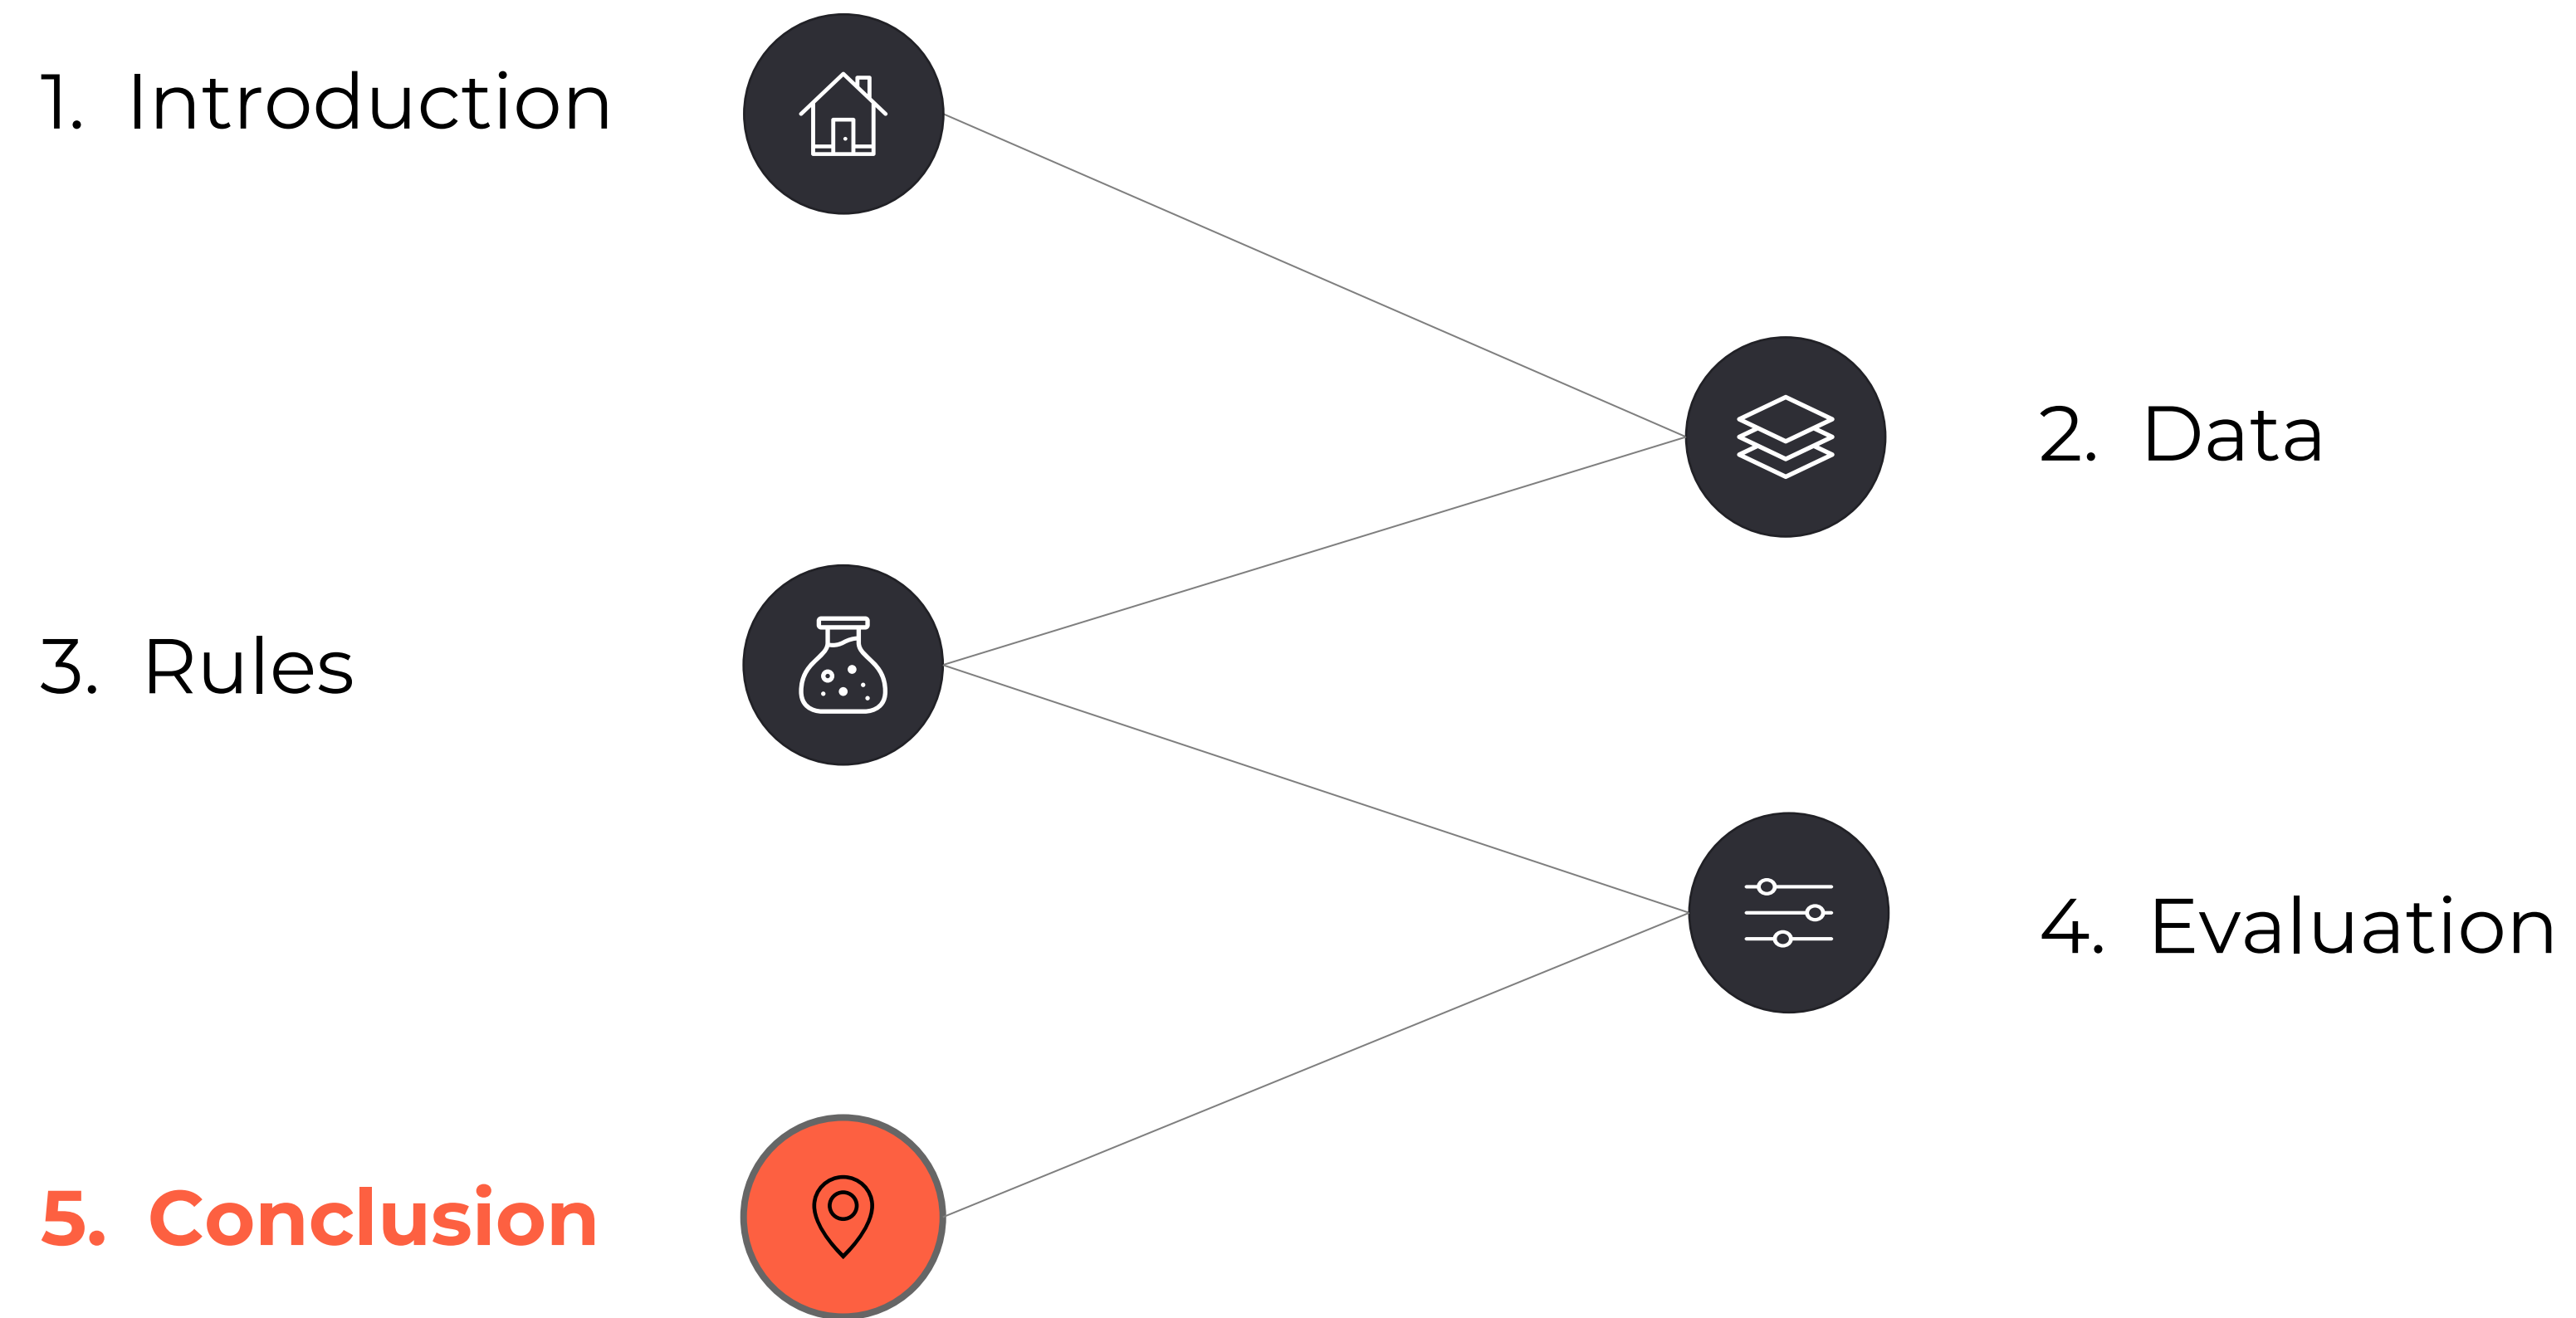 1. Introduction
2. Data
3. Rules
4. Evaluation
5. Conclusion